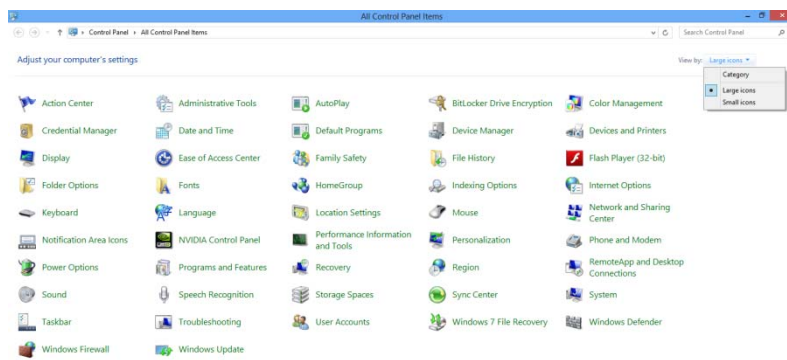 All Control Panel Items
Control Panel All Control Panel Items
Search Control Panel
Adjust your computer's settings
View by: Large icons
Category
Large icons
Small icons
Action Center Administrative Tools AutoPlay BitLocker Drive Encryption Color Management
Credential Manager Date and Time Default Programs Device Manager Devices and Printers
Display Ease of Access Center Family Safety File History Flash Player (32-bit)
Folder Options Fonts HomeGroup Indexing Options Internet Options
Keyboard Language Location Settings Mouse Network and Sharing Center
Notification Area Icons NVIDIA Control Panel Performance Information and Tools Personalization Phone and Modem
Power Options Programs and Features Recovery Region RemoteApp and Desktop Connections
Sound Speech Recognition Storage Spaces Sync Center System
Taskbar Troubleshooting User Accounts Windows 7 File Recovery Windows Defender
Windows Firewall Windows Update